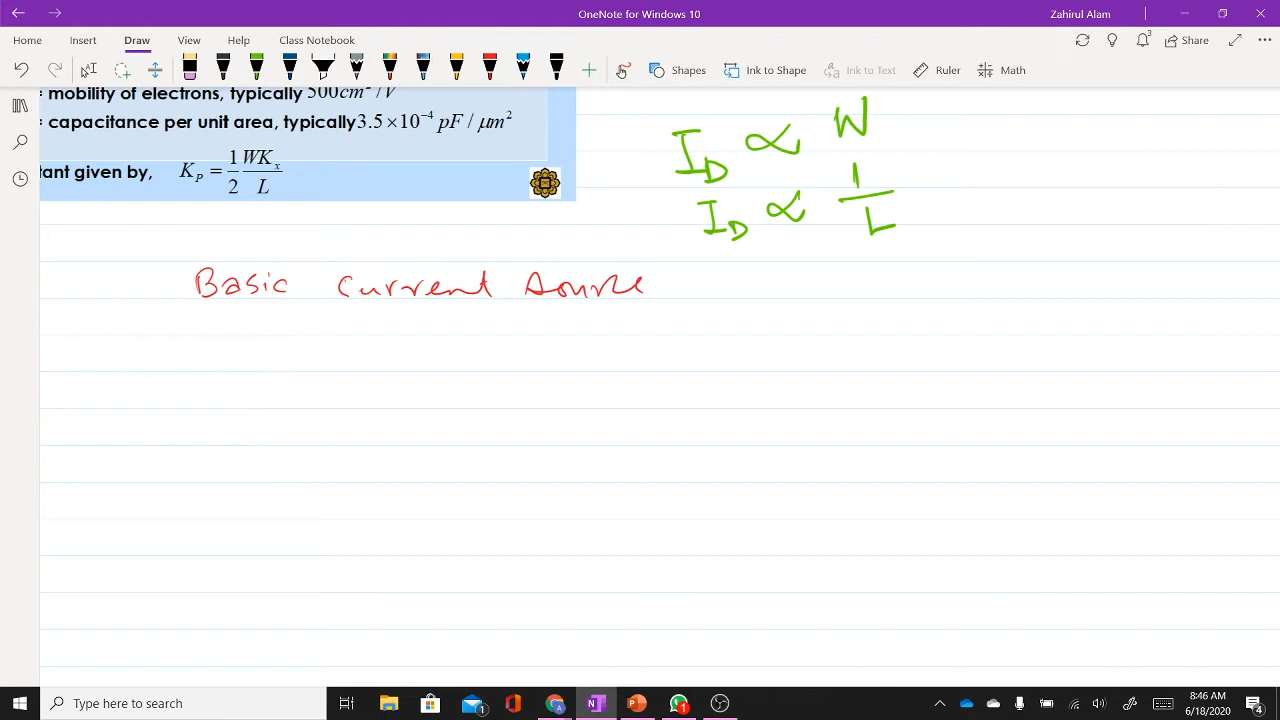 OneNote for Windows 10
Zahirul Alam
Home Insert Draw View Help Class Notebook
Share
Shapes Ink to Shape Ink to Text Ruler Math
= mobility of electrons, typically 500cm² /V
= capacitance per unit area, typically 3.5×10⁻⁴ pF / μm²
tant given by, K_P = 1/2 WK_x/L
I_D ∝ W
I_D ∝ 1/L
Basic Current Source
Type here to search
1
1
8:46 AM
6/18/2020
4